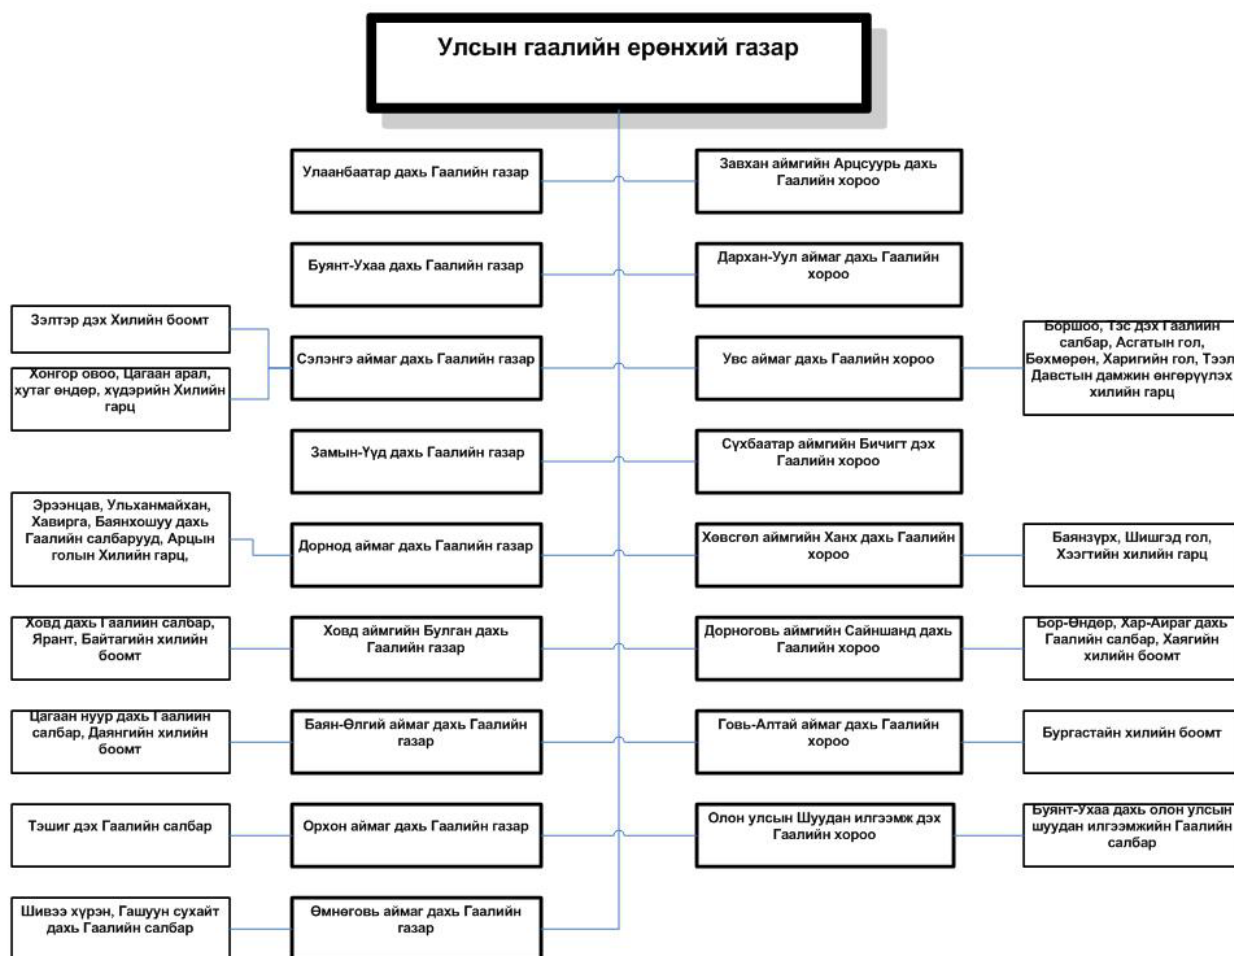 Улсын гаалийн ерөнхий газар
Улаанбаатар дахь Гаалийн газар
Завхан аймгийн Арцсуурь дахь
Гаалийн хороо
Буянт-Ухаа дахь Гаалийн газар
Дархан-Уул аймаг дахь Гаалийн
хороо
Зэлтэр дэх Хилийн боомт
Хонгор овоо, Цагаан арал,
хутаг өндөр, хүдэрийн Хилийн
гарц
Сэлэнгэ аймаг дахь Гаалийн газар
Увс аймаг дахь Гаалийн хороо
Боршоо, Тэс дэх Гаалийн
салбар, Асгатын гол,
Бөхмөрөн, Харигийн гол, Тээл
Давстын дамжин өнгөрүүлэх
хилийн гарц
Замын-Үүд дахь Гаалийн газар
Сүхбаатар аймгийн Бичигт дэх
Гаалийн хороо
Эрээнцав, Ульханмайхан,
Хавирга, Баянхошуу дахь
Гаалийн салбарууд, Арцын
голын Хилийн гарц,
Дорнод аймаг дахь Гаалийн газар
Хөвсгөл аймгийн Ханх дахь Гаалийн
хороо
Баянзүрх, Шишгэд гол,
Хээгтийн хилийн гарц
Ховд дахь Гаалийн салбар,
Ярант, Байтагийн хилийн
боомт
Ховд аймгийн Булган дахь
Гаалийн газар
Дорноговь аймгийн Сайншанд дахь
Гаалийн хороо
Бор-Өндөр, Хар-Айраг дахь
Гаалийн салбар, Хаягийн
хилийн боомт
Цагаан нуур дахь Гаалийн
салбар, Даянгийн хилийн
боомт
Баян-Өлгий аймаг дахь Гаалийн
газар
Говь-Алтай аймаг дахь Гаалийн
хороо
Бургастайн хилийн боомт
Тэшиг дэх Гаалийн салбар
Орхон аймаг дахь Гаалийн газар
Олон улсын Шуудан илгээмж дэх
Гаалийн хороо
Буянт-Ухаа дахь олон улсын
шуудан илгээмжийн Гаалийн
салбар
Шивээ хүрэн, Гашуун сухайт
дахь Гаалийн салбар
Өмнөговь аймаг дахь Гаалийн
газар